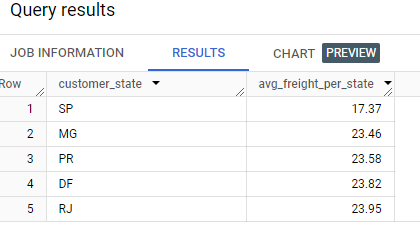 Query results
JOB INFORMATION RESULTS CHART PREVIEW
Row customer_state avg_freight_per_state
1 SP 17.37
2 MG 23.46
3 PR 23.58
4 DF 23.82
5 RJ 23.95